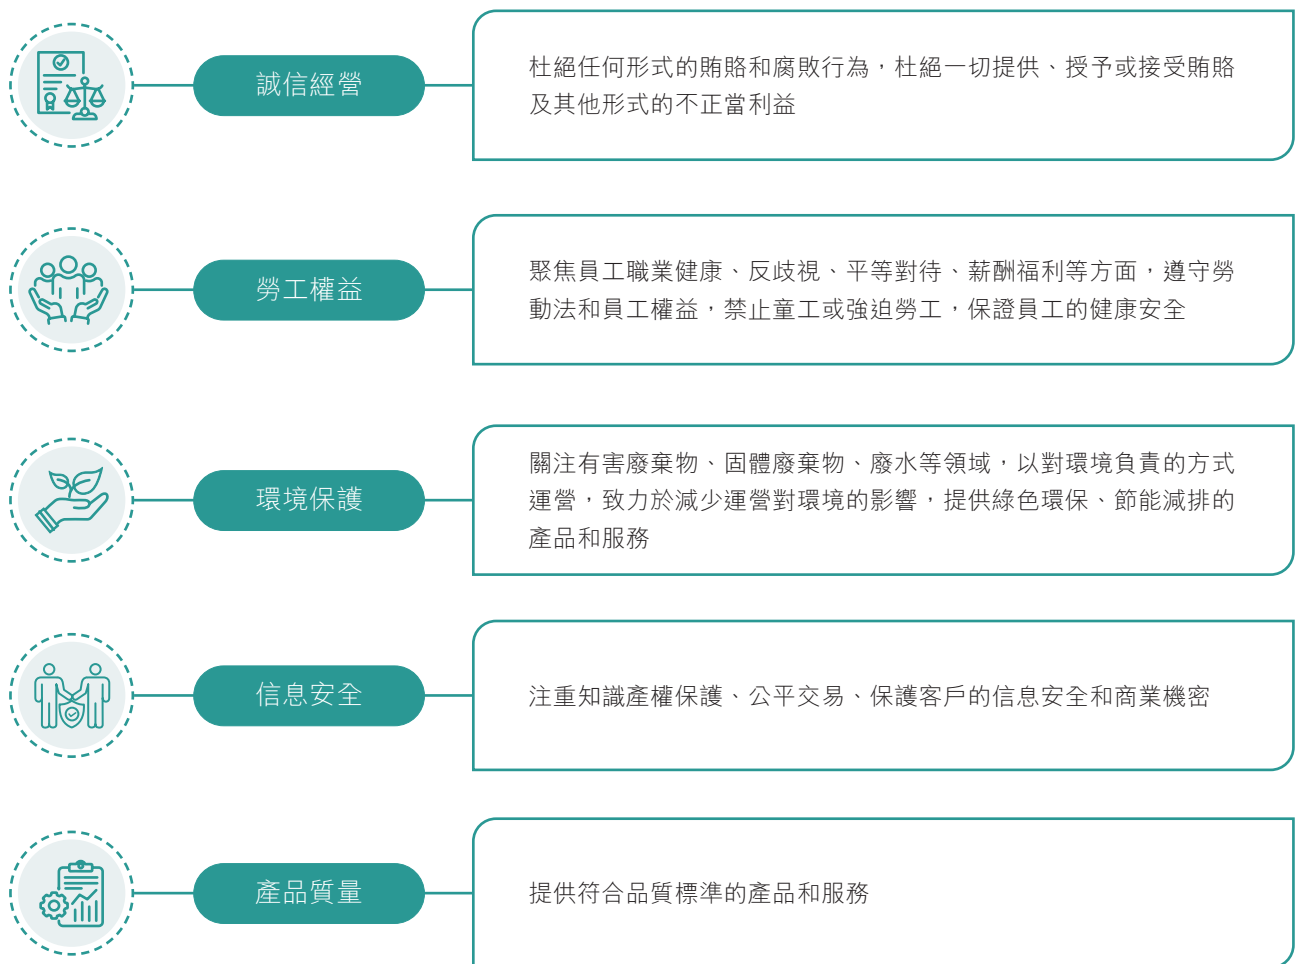 誠信經營
杜絕任何形式的賄賂和腐敗行為，杜絕一切提供、授予或接受賄賂
及其他形式的不正當利益
勞工權益
聚焦員工職業健康、反歧視、平等對待、薪酬福利等方面，遵守勞
動法和員工權益，禁止童工或強迫勞工，保證員工的健康安全
環境保護
關注有害廢棄物、固體廢棄物、廢水等領域，以對環境負責的方式
運營，致力於減少運營對環境的影響，提供綠色環保、節能減排的
產品和服務
信息安全
注重知識產權保護、公平交易、保護客戶的信息安全和商業機密
產品質量
提供符合品質標準的產品和服務